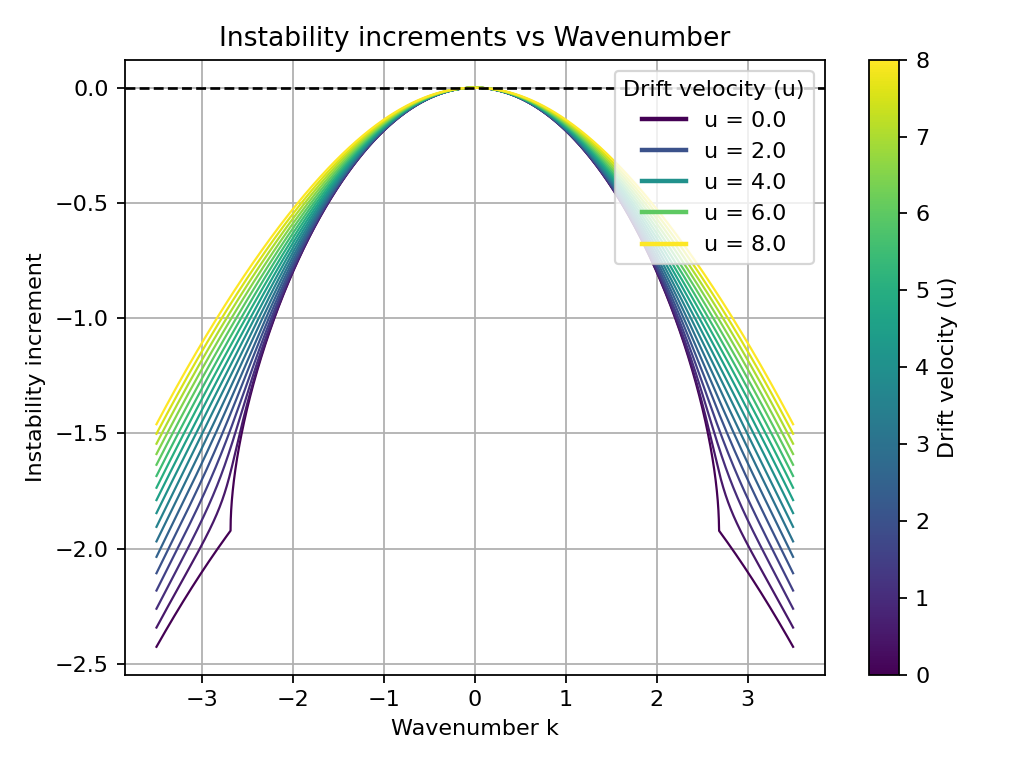 Instability increments vs Wavenumber
Instability increment
0.0
−0.5
−1.0
−1.5
−2.0
−2.5
−3
−2
−1
0
1
2
3
Wavenumber k
Drift velocity (u)
u = 0.0
u = 2.0
u = 4.0
u = 6.0
u = 8.0
8
7
6
5
4
3
2
1
0
Drift velocity (u)